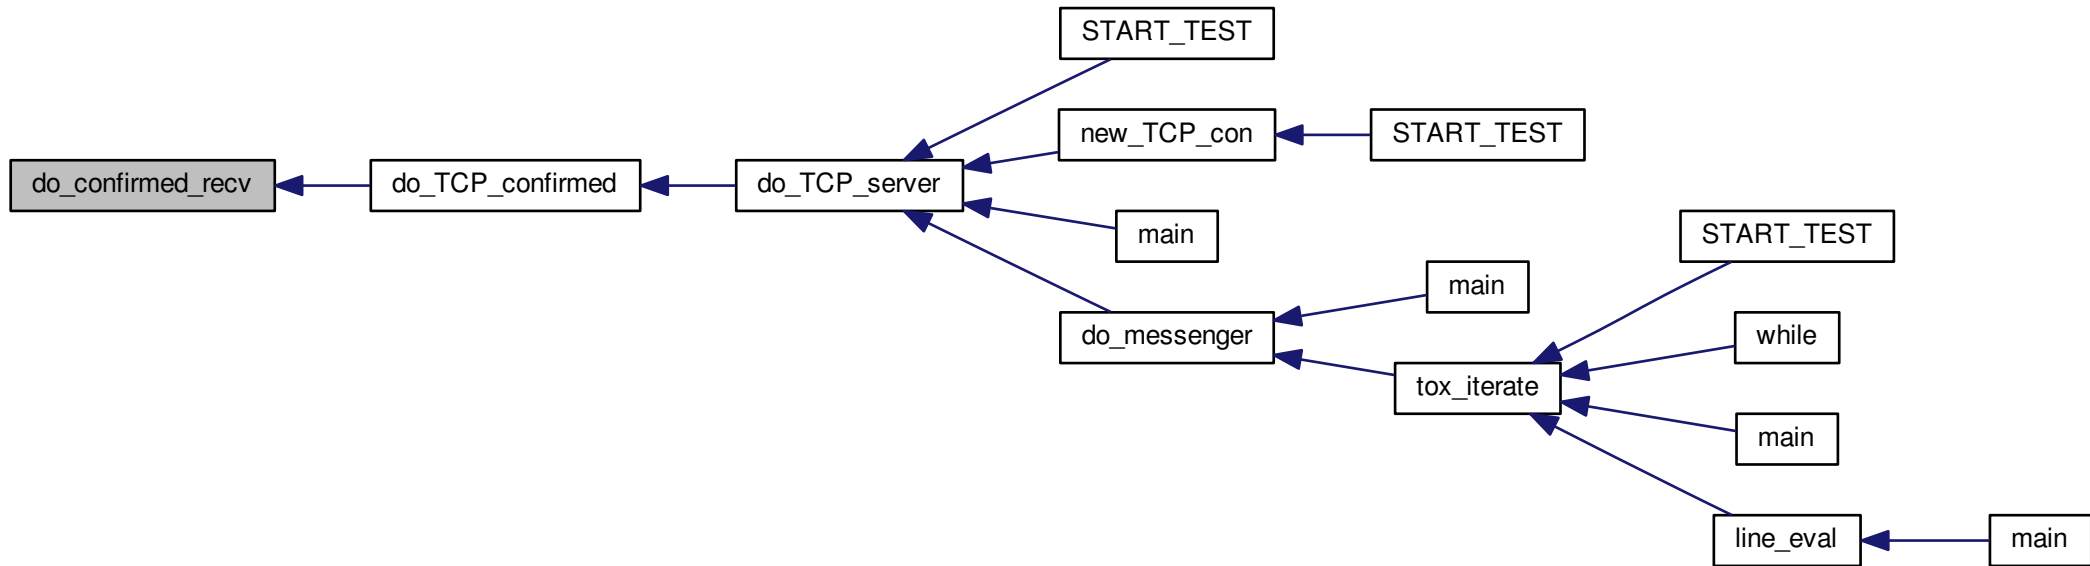 START_TEST
new_TCP_con
START_TEST
do_confirmed_recv
do_TCP_confirmed
do_TCP_server
main
START_TEST
main
do_messenger
while
tox_iterate
main
line_eval
main